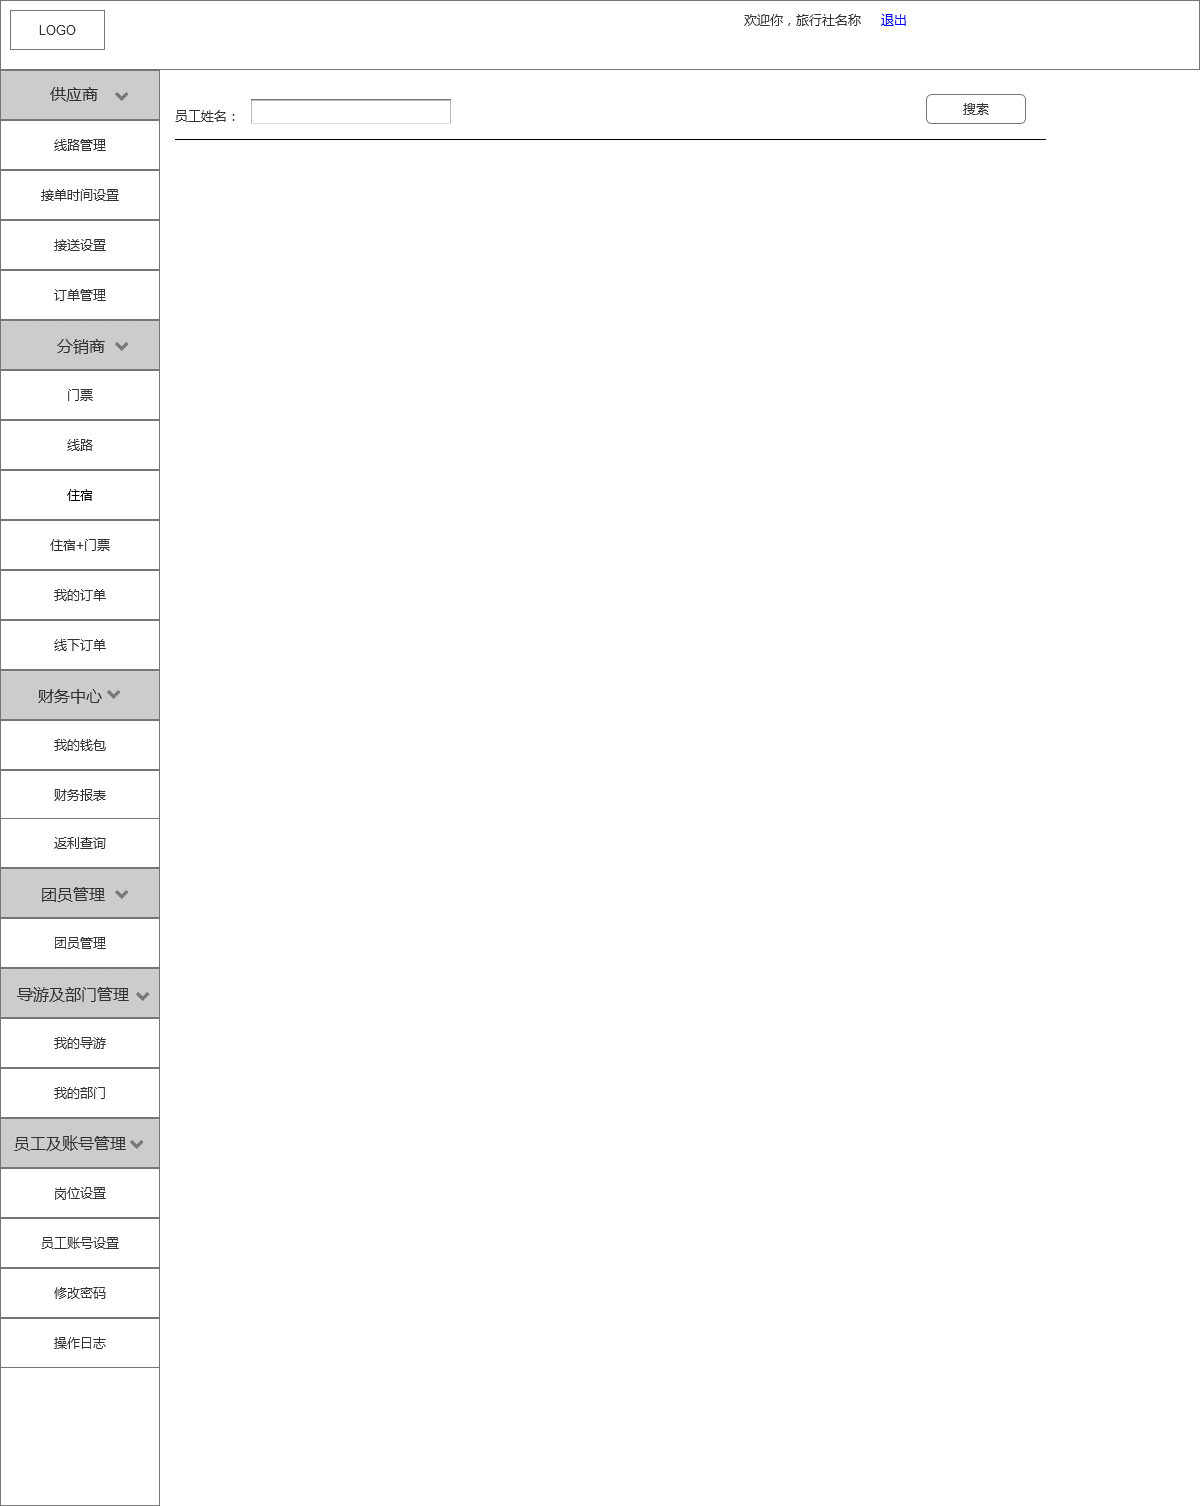 LOGO
欢迎你，旅行社名称 退出
供应商
员工姓名： 搜索
线路管理
接单时间设置
接送设置
订单管理
分销商
门票
线路
住宿
住宿+门票
我的订单
线下订单
财务中心
我的钱包
财务报表
返利查询
团员管理
团员管理
导游及部门管理
我的导游
我的部门
员工及账号管理
岗位设置
员工账号设置
修改密码
操作日志